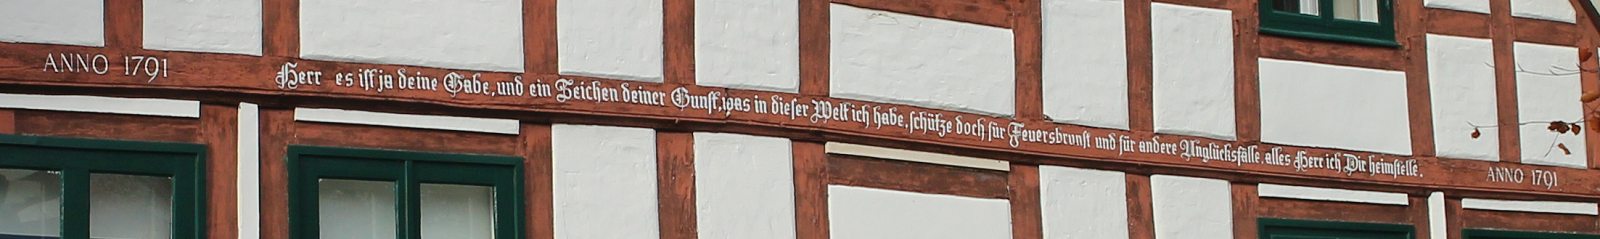 ANNO 1791 Herr es ist ja deine Gabe, und ein Zeichen deiner Gunst, was in dieser Welt ich habe, schütze doch für Feuersbrunst und für andere Unglücksfälle, alles Herr ich Dir heimstelle. ANNO 1791